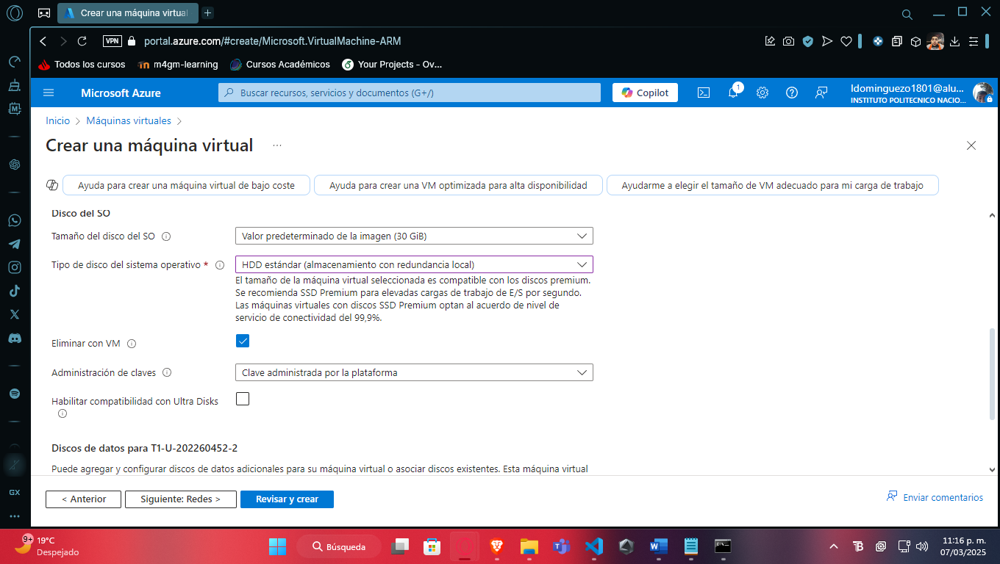 Crear una máquina virtual
VPN
portal.azure.com/#create/Microsoft.VirtualMachine-ARM
Todos los cursos
m4gm-learning
Cursos Académicos
Your Projects - Ov...
Microsoft Azure
Buscar recursos, servicios y documentos (G+/)
Copilot
1
ldominguezo1801@alu...
INSTITUTO POLITECNICO NACIO...
Inicio > Máquinas virtuales >
Crear una máquina virtual ...
Ayuda para crear una máquina virtual de bajo coste
Ayuda para crear una VM optimizada para alta disponibilidad
Ayudarme a elegir el tamaño de VM adecuado para mi carga de trabajo
Disco del SO
Tamaño del disco del SO
Valor predeterminado de la imagen (30 GiB)
Tipo de disco del sistema operativo *
HDD estándar (almacenamiento con redundancia local)
El tamaño de la máquina virtual seleccionada es compatible con los discos premium.
Se recomienda SSD Premium para elevadas cargas de trabajo de E/S por segundo.
Las máquinas virtuales con discos SSD Premium optan al acuerdo de nivel de
servicio de conectividad del 99,9%.
Eliminar con VM
Administración de claves
Clave administrada por la plataforma
Habilitar compatibilidad con Ultra Disks
Discos de datos para T1-U-202260452-2
Puede agregar y configurar discos de datos adicionales para su máquina virtual o asociar discos existentes. Esta máquina virtual
< Anterior
Siguiente: Redes >
Revisar y crear
Enviar comentarios
GX
9+
19°C
Despejado
Búsqueda
11:16 p. m.
07/03/2025